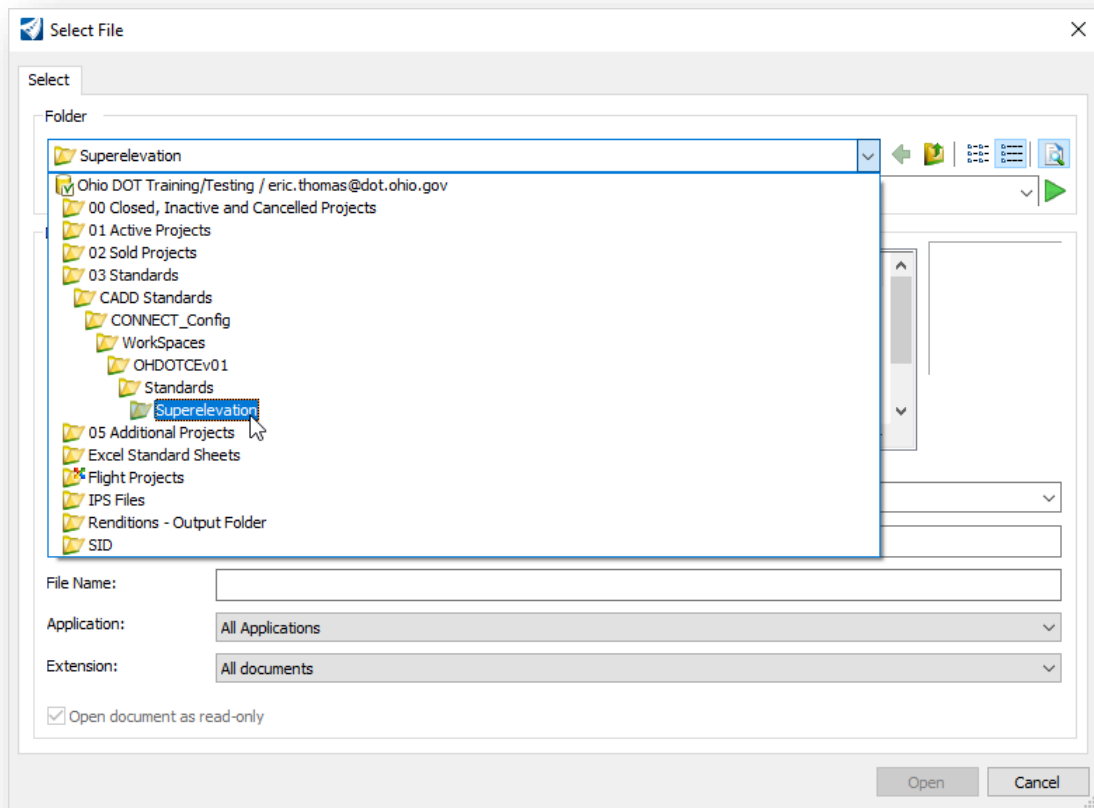 Select File
Select
Folder
Superelevation
Ohio DOT Training/Testing / eric.thomas@dot.ohio.gov
00 Closed, Inactive and Cancelled Projects
01 Active Projects
02 Sold Projects
03 Standards
CADD Standards
CONNECT_Config
WorkSpaces
OHDOTCEv01
Standards
Superelevation
05 Additional Projects
Excel Standard Sheets
Flight Projects
IPS Files
Renditions - Output Folder
SID
File Name:
Application: All Applications
Extension: All documents
Open document as read-only
Open Cancel